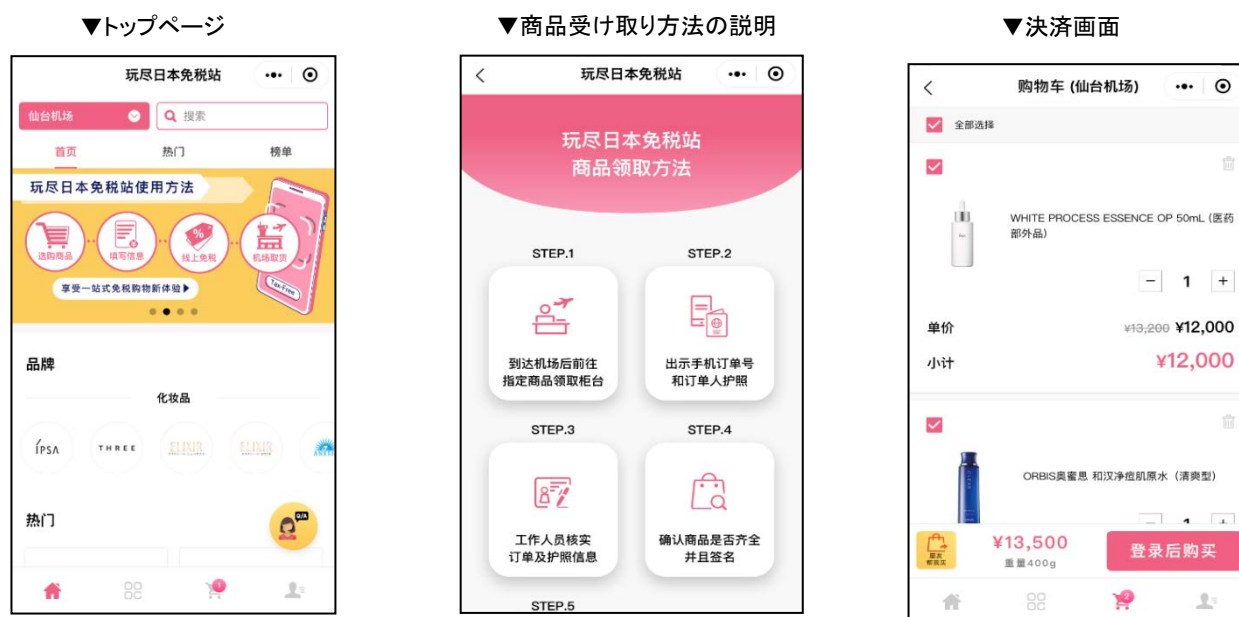 ▼トップページ
玩尽日本免税站
仙台机场
搜索
首页
热门
榜单
玩尽日本免税站使用方法
选购商品
填写信息
线上免税
机场取货
享受一站式免税购物新体验▶
Tax-Free
品牌
化妆品
ÍPSA
THREE
ELIXIR
ELIXIR
热门
Q/A
1
▼商品受け取り方法の説明
玩尽日本免税站
玩尽日本免税站
商品领取方法
STEP.1
到达机场后前往
指定商品领取柜台
STEP.2
出示手机订单号
和订单人护照
STEP.3
工作人员核实
订单及护照信息
STEP.4
确认商品是否齐全
并且签名
STEP.5
▼決済画面
购物车 (仙台机场)
全部选择
WHITE PROCESS ESSENCE OP 50mL (医药
部外品)
− 1 +
单价 ¥13,200 ¥12,000
小计 ¥12,000
ORBIS奥蜜思 和汉净痘肌原水（清爽型）
− 1 +
¥13,500
重量400g
登录后购买
2